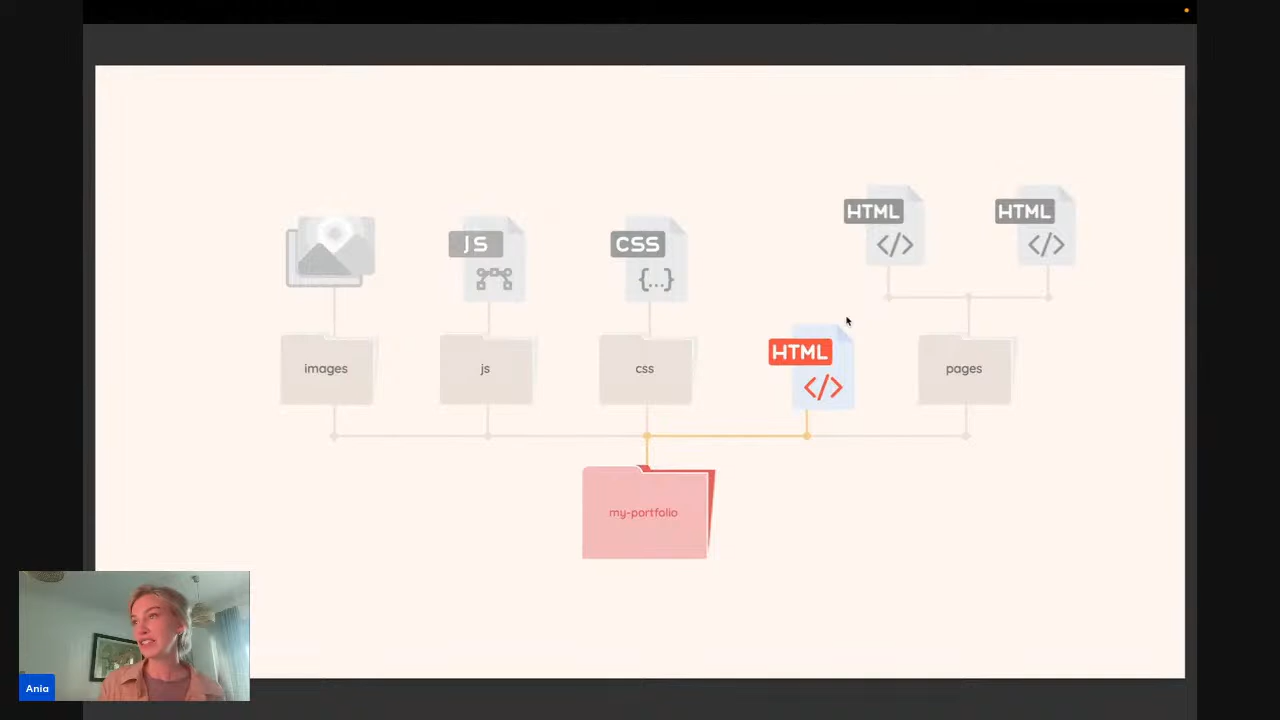 HTML
HTML
</>
</>
JS
CSS
{...}
HTML
</>
images
js
css
pages
my-portfolio
Ania